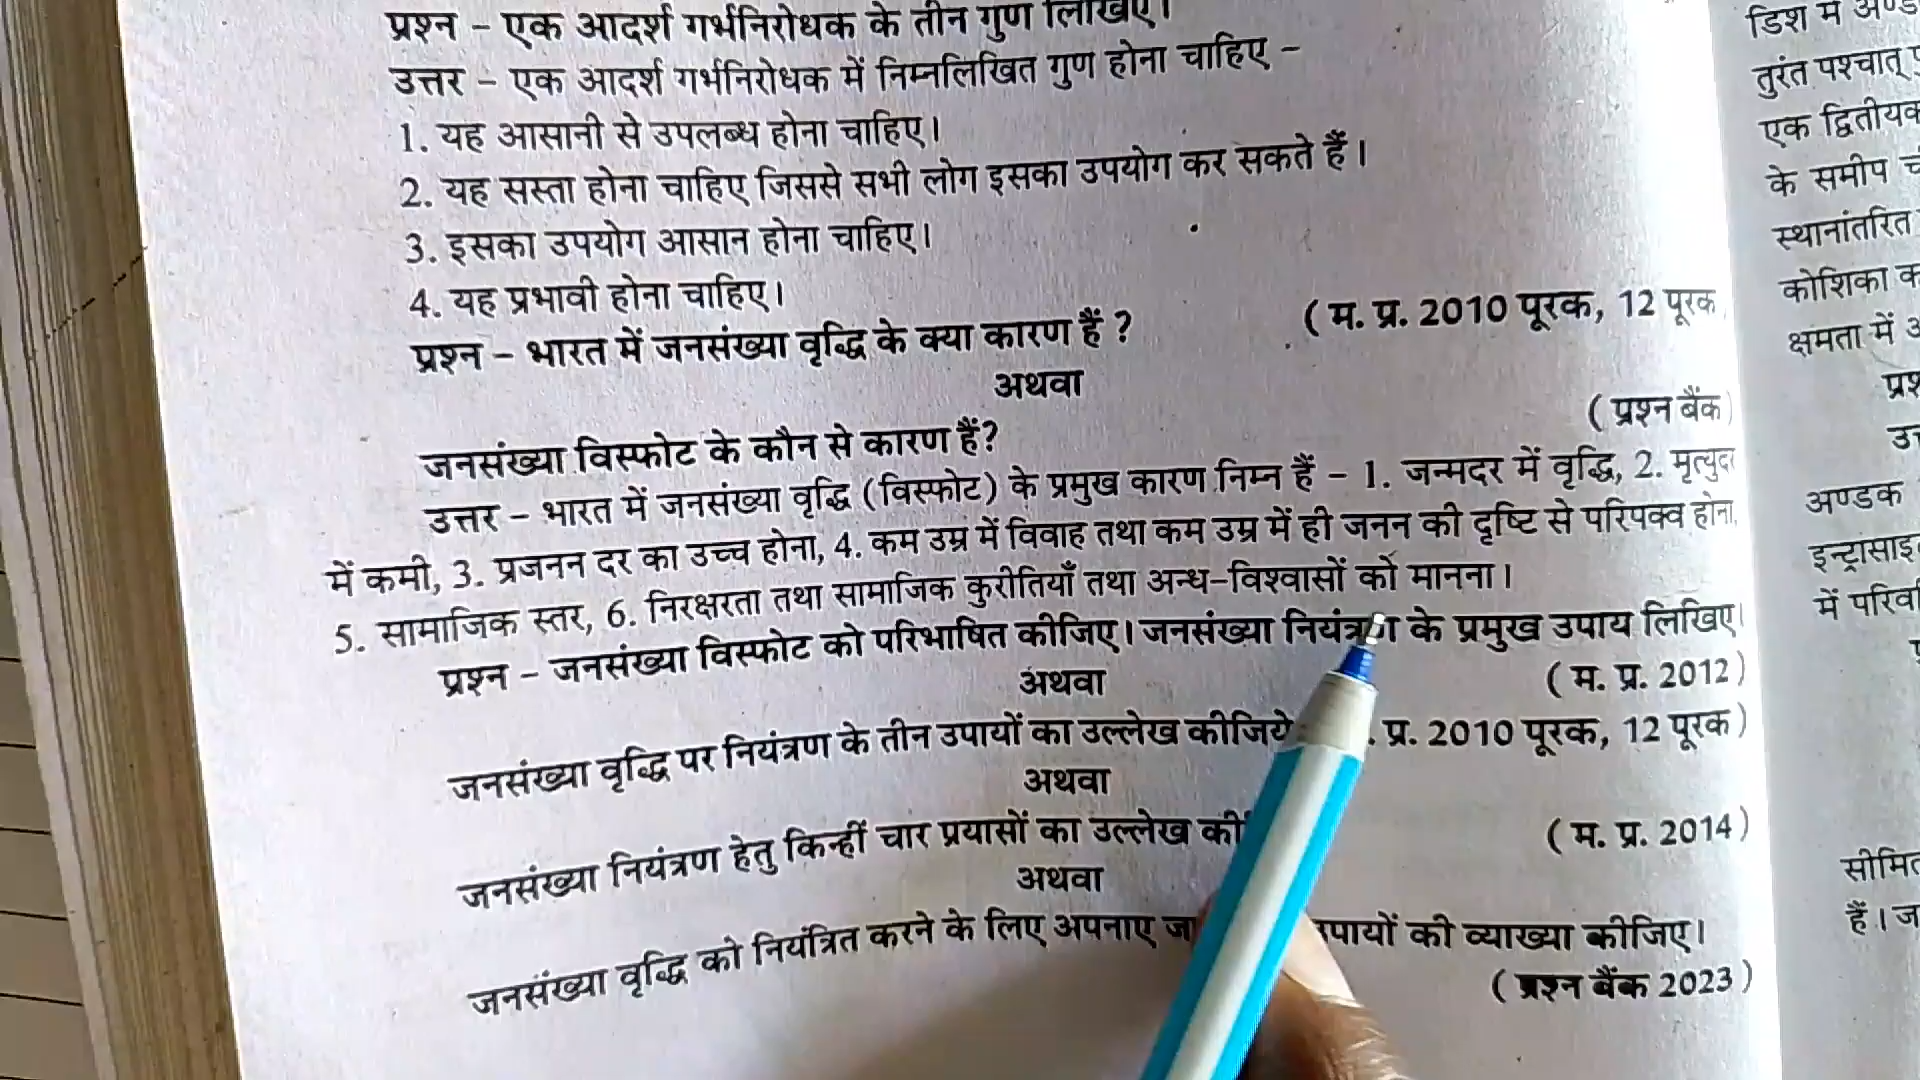 प्रश्न – एक आदर्श गर्भनिरोधक के तीन गुण लिखिए।
उत्तर – एक आदर्श गर्भनिरोधक में निम्नलिखित गुण होना चाहिए –
1. यह आसानी से उपलब्ध होना चाहिए।
2. यह सस्ता होना चाहिए जिससे सभी लोग इसका उपयोग कर सकते हैं।
3. इसका उपयोग आसान होना चाहिए।
4. यह प्रभावी होना चाहिए।
प्रश्न – भारत में जनसंख्या वृद्धि के क्या कारण हैं ? ( म. प्र. 2010 पूरक, 12 पूरक
अथवा
जनसंख्या विस्फोट के कौन से कारण हैं? ( प्रश्न बैंक)
उत्तर – भारत में जनसंख्या वृद्धि (विस्फोट) के प्रमुख कारण निम्न हैं – 1. जन्मदर में वृद्धि, 2. मृत्युदर
में कमी, 3. प्रजनन दर का उच्च होना, 4. कम उम्र में विवाह तथा कम उम्र में ही जनन की दृष्टि से परिपक्व होना,
5. सामाजिक स्तर, 6. निरक्षरता तथा सामाजिक कुरीतियाँ तथा अन्ध-विश्वासों को मानना।
प्रश्न – जनसंख्या विस्फोट को परिभाषित कीजिए। जनसंख्या नियंत्रण के प्रमुख उपाय लिखिए।
अथवा ( म. प्र. 2012)
जनसंख्या वृद्धि पर नियंत्रण के तीन उपायों का उल्लेख कीजिये . प्र. 2010 पूरक, 12 पूरक)
अथवा
जनसंख्या नियंत्रण हेतु किन्हीं चार प्रयासों का उल्लेख की ( म. प्र. 2014)
अथवा
जनसंख्या वृद्धि को नियंत्रित करने के लिए अपनाए जा पायों की व्याख्या कीजिए।
( प्रश्न बैंक 2023)
डिश में
तुरंत पश्चात्
एक द्वितीयक
के समीप
स्थानांतरित
कोशिका
क्षमता में
अण्डक
में
सीमित
हैं।